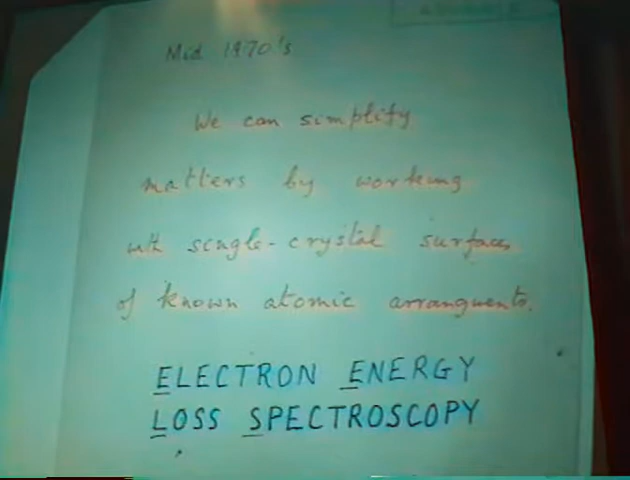 Mid 1970's
We can simplify
matters by working
with single-crystal surfaces
of known atomic arrangements.
ELECTRON ENERGY
LOSS SPECTROSCOPY